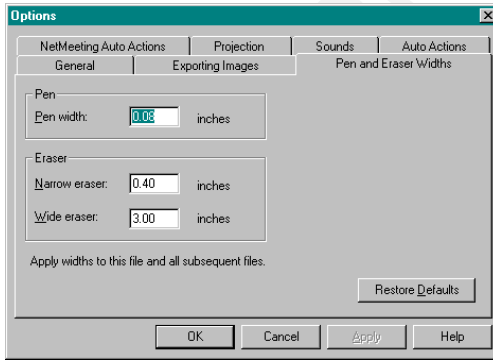 Options
NetMeeting Auto Actions Projection Sounds Auto Actions
General Exporting Images Pen and Eraser Widths
Pen
Pen width: 0.08 inches
Eraser
Narrow eraser: 0.40 inches
Wide eraser: 3.00 inches
Apply widths to this file and all subsequent files.
Restore Defaults
OK Cancel Apply Help